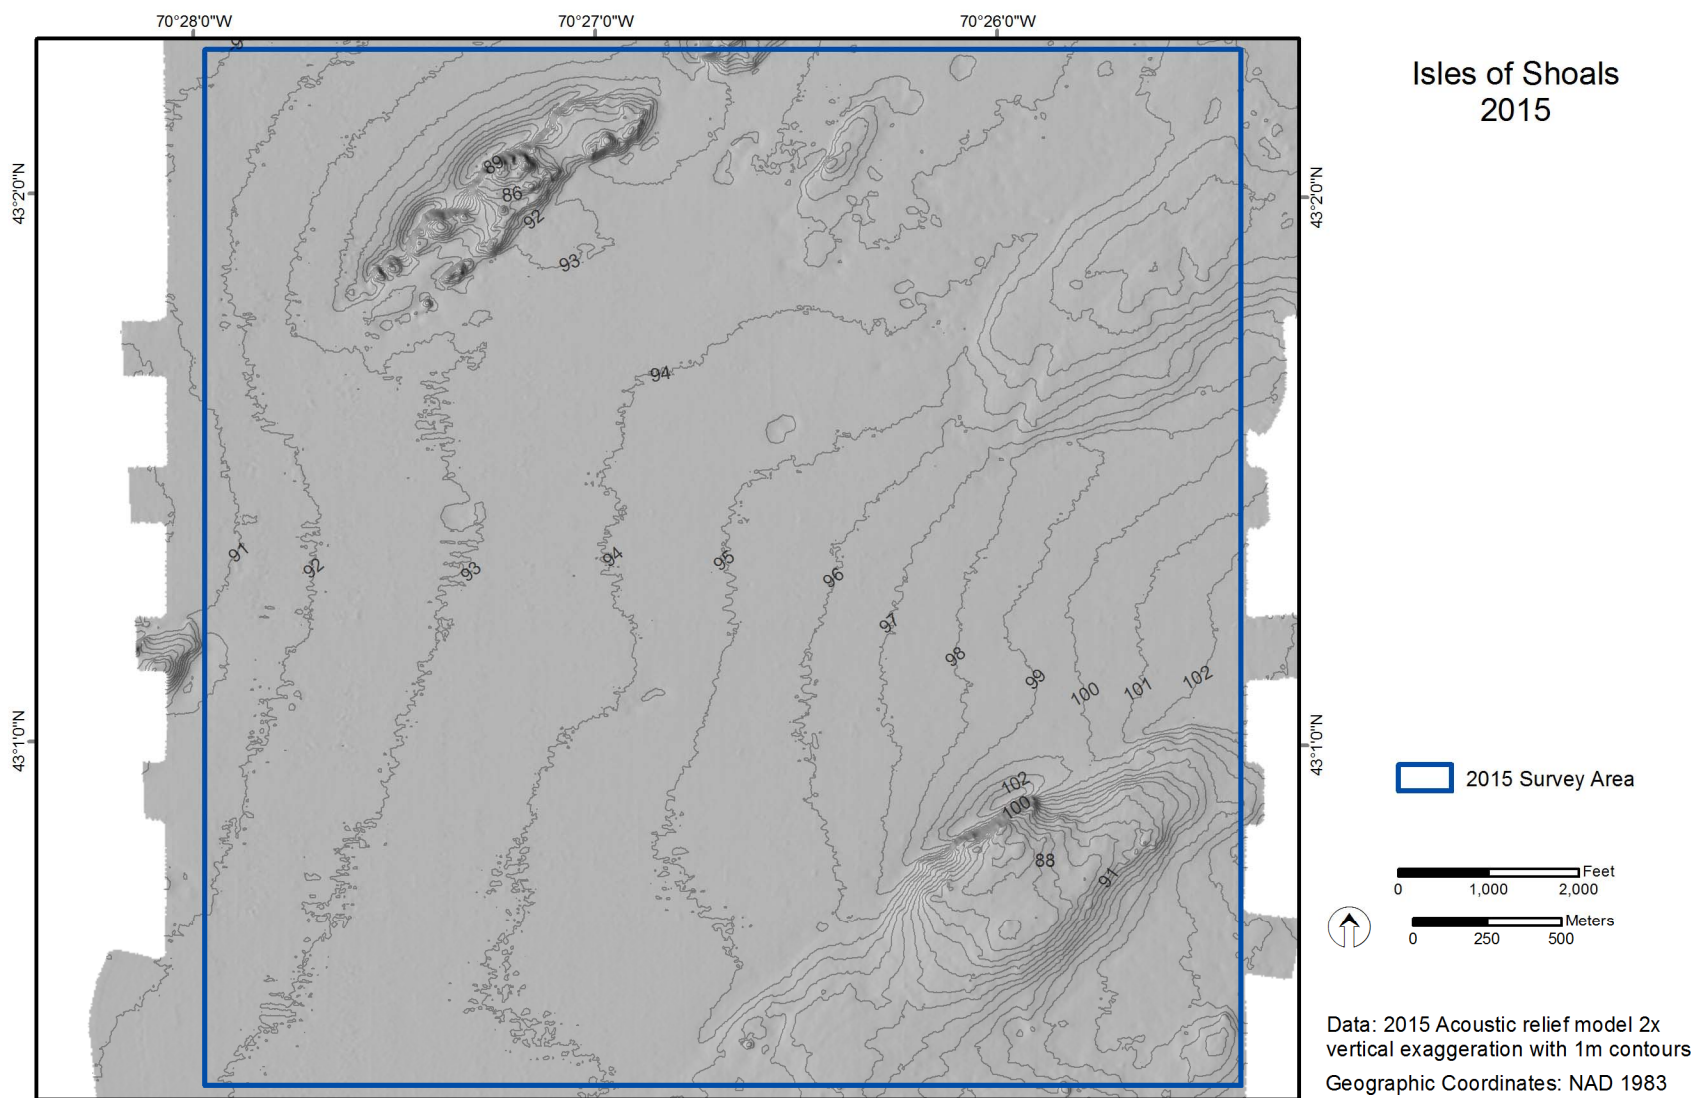 70°28'0"W
70°27'0"W
70°26'0"W
Isles of Shoals
2015
43°2'0"N
43°2'0"N
89
86
92
93
94
91
92
93
94
95
96
97
98
99
100
101
102
43°1'0"N
43°1'0"N
102
100
88
91
2015 Survey Area
Feet
0 1,000 2,000
Meters
0 250 500
Data: 2015 Acoustic relief model 2x
vertical exaggeration with 1m contours
Geographic Coordinates: NAD 1983